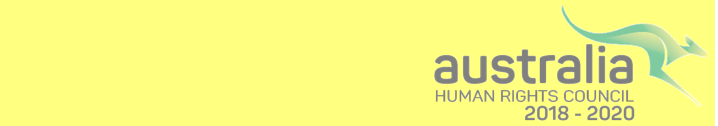 australia
HUMAN RIGHTS COUNCIL
2018 - 2020